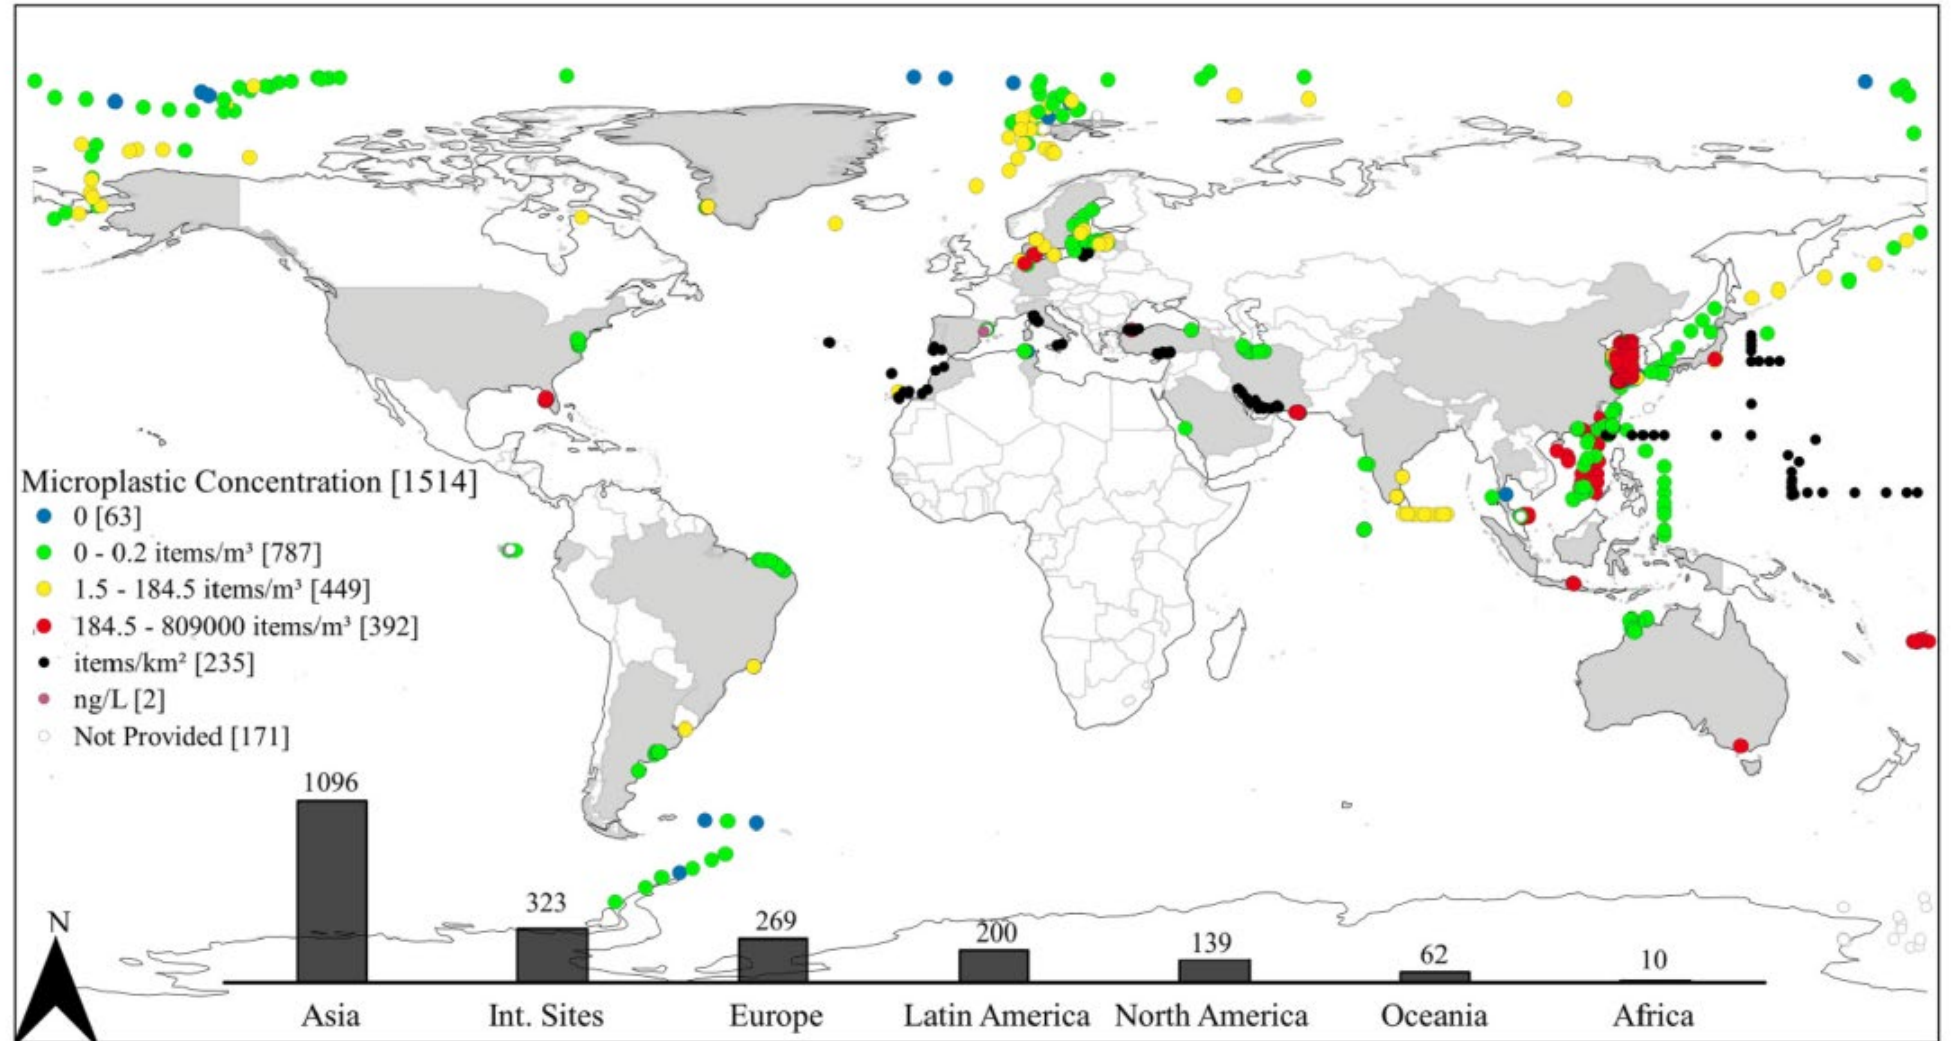 Microplastic Concentration [1514]
0 [63]
0 - 0.2 items/m³ [787]
1.5 - 184.5 items/m³ [449]
184.5 - 809000 items/m³ [392]
items/km² [235]
ng/L [2]
Not Provided [171]
1096
323
269
200
139
62
10
N
Asia
Int. Sites
Europe
Latin America
North America
Oceania
Africa